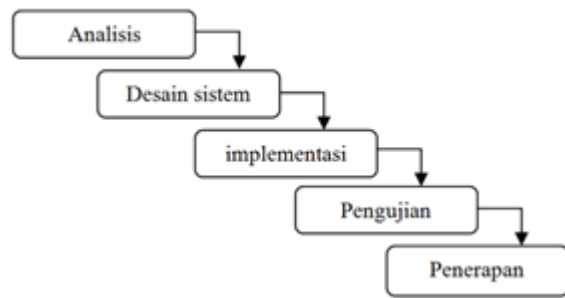 Analisis
Desain sistem
implementasi
Pengujian
Penerapan